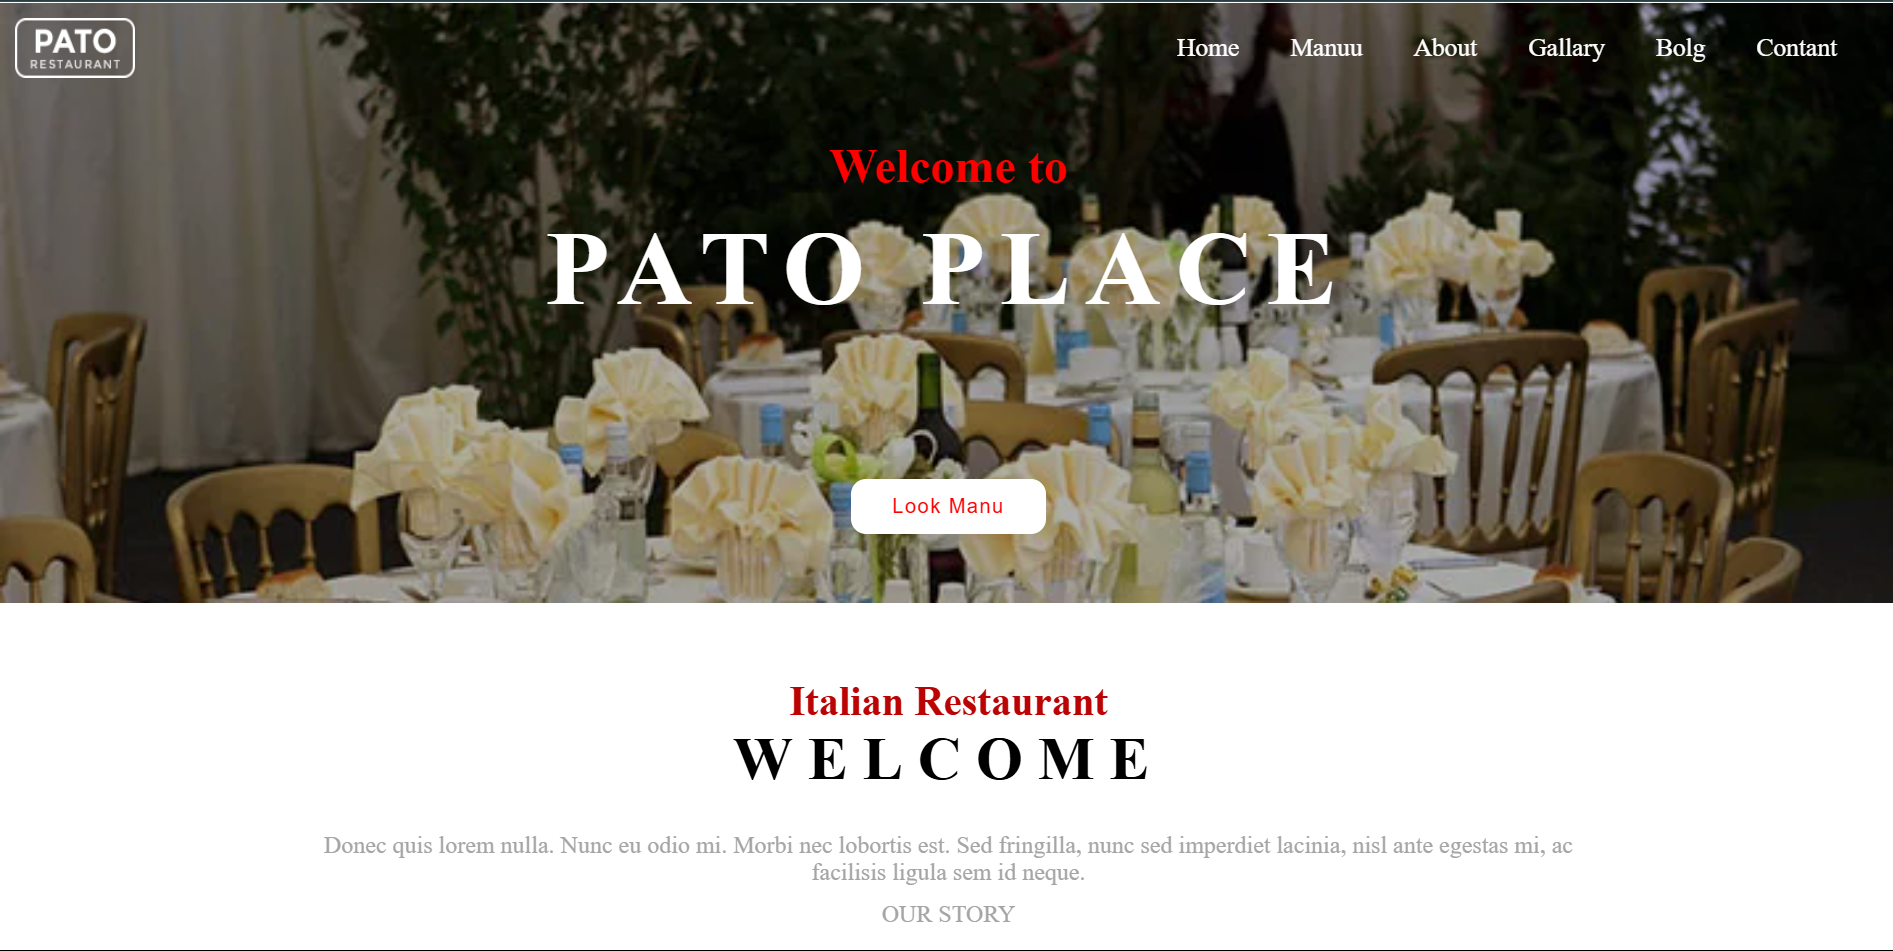 PATO
RESTAURANT
Home Manuu About Gallary Bolg Contant
Welcome to
PATO PLACE
Look Manu
Italian Restaurant
WELCOME
Donec quis lorem nulla. Nunc eu odio mi. Morbi nec lobortis est. Sed fringilla, nunc sed imperdiet lacinia, nisl ante egestas mi, ac
facilisis ligula sem id neque.
OUR STORY